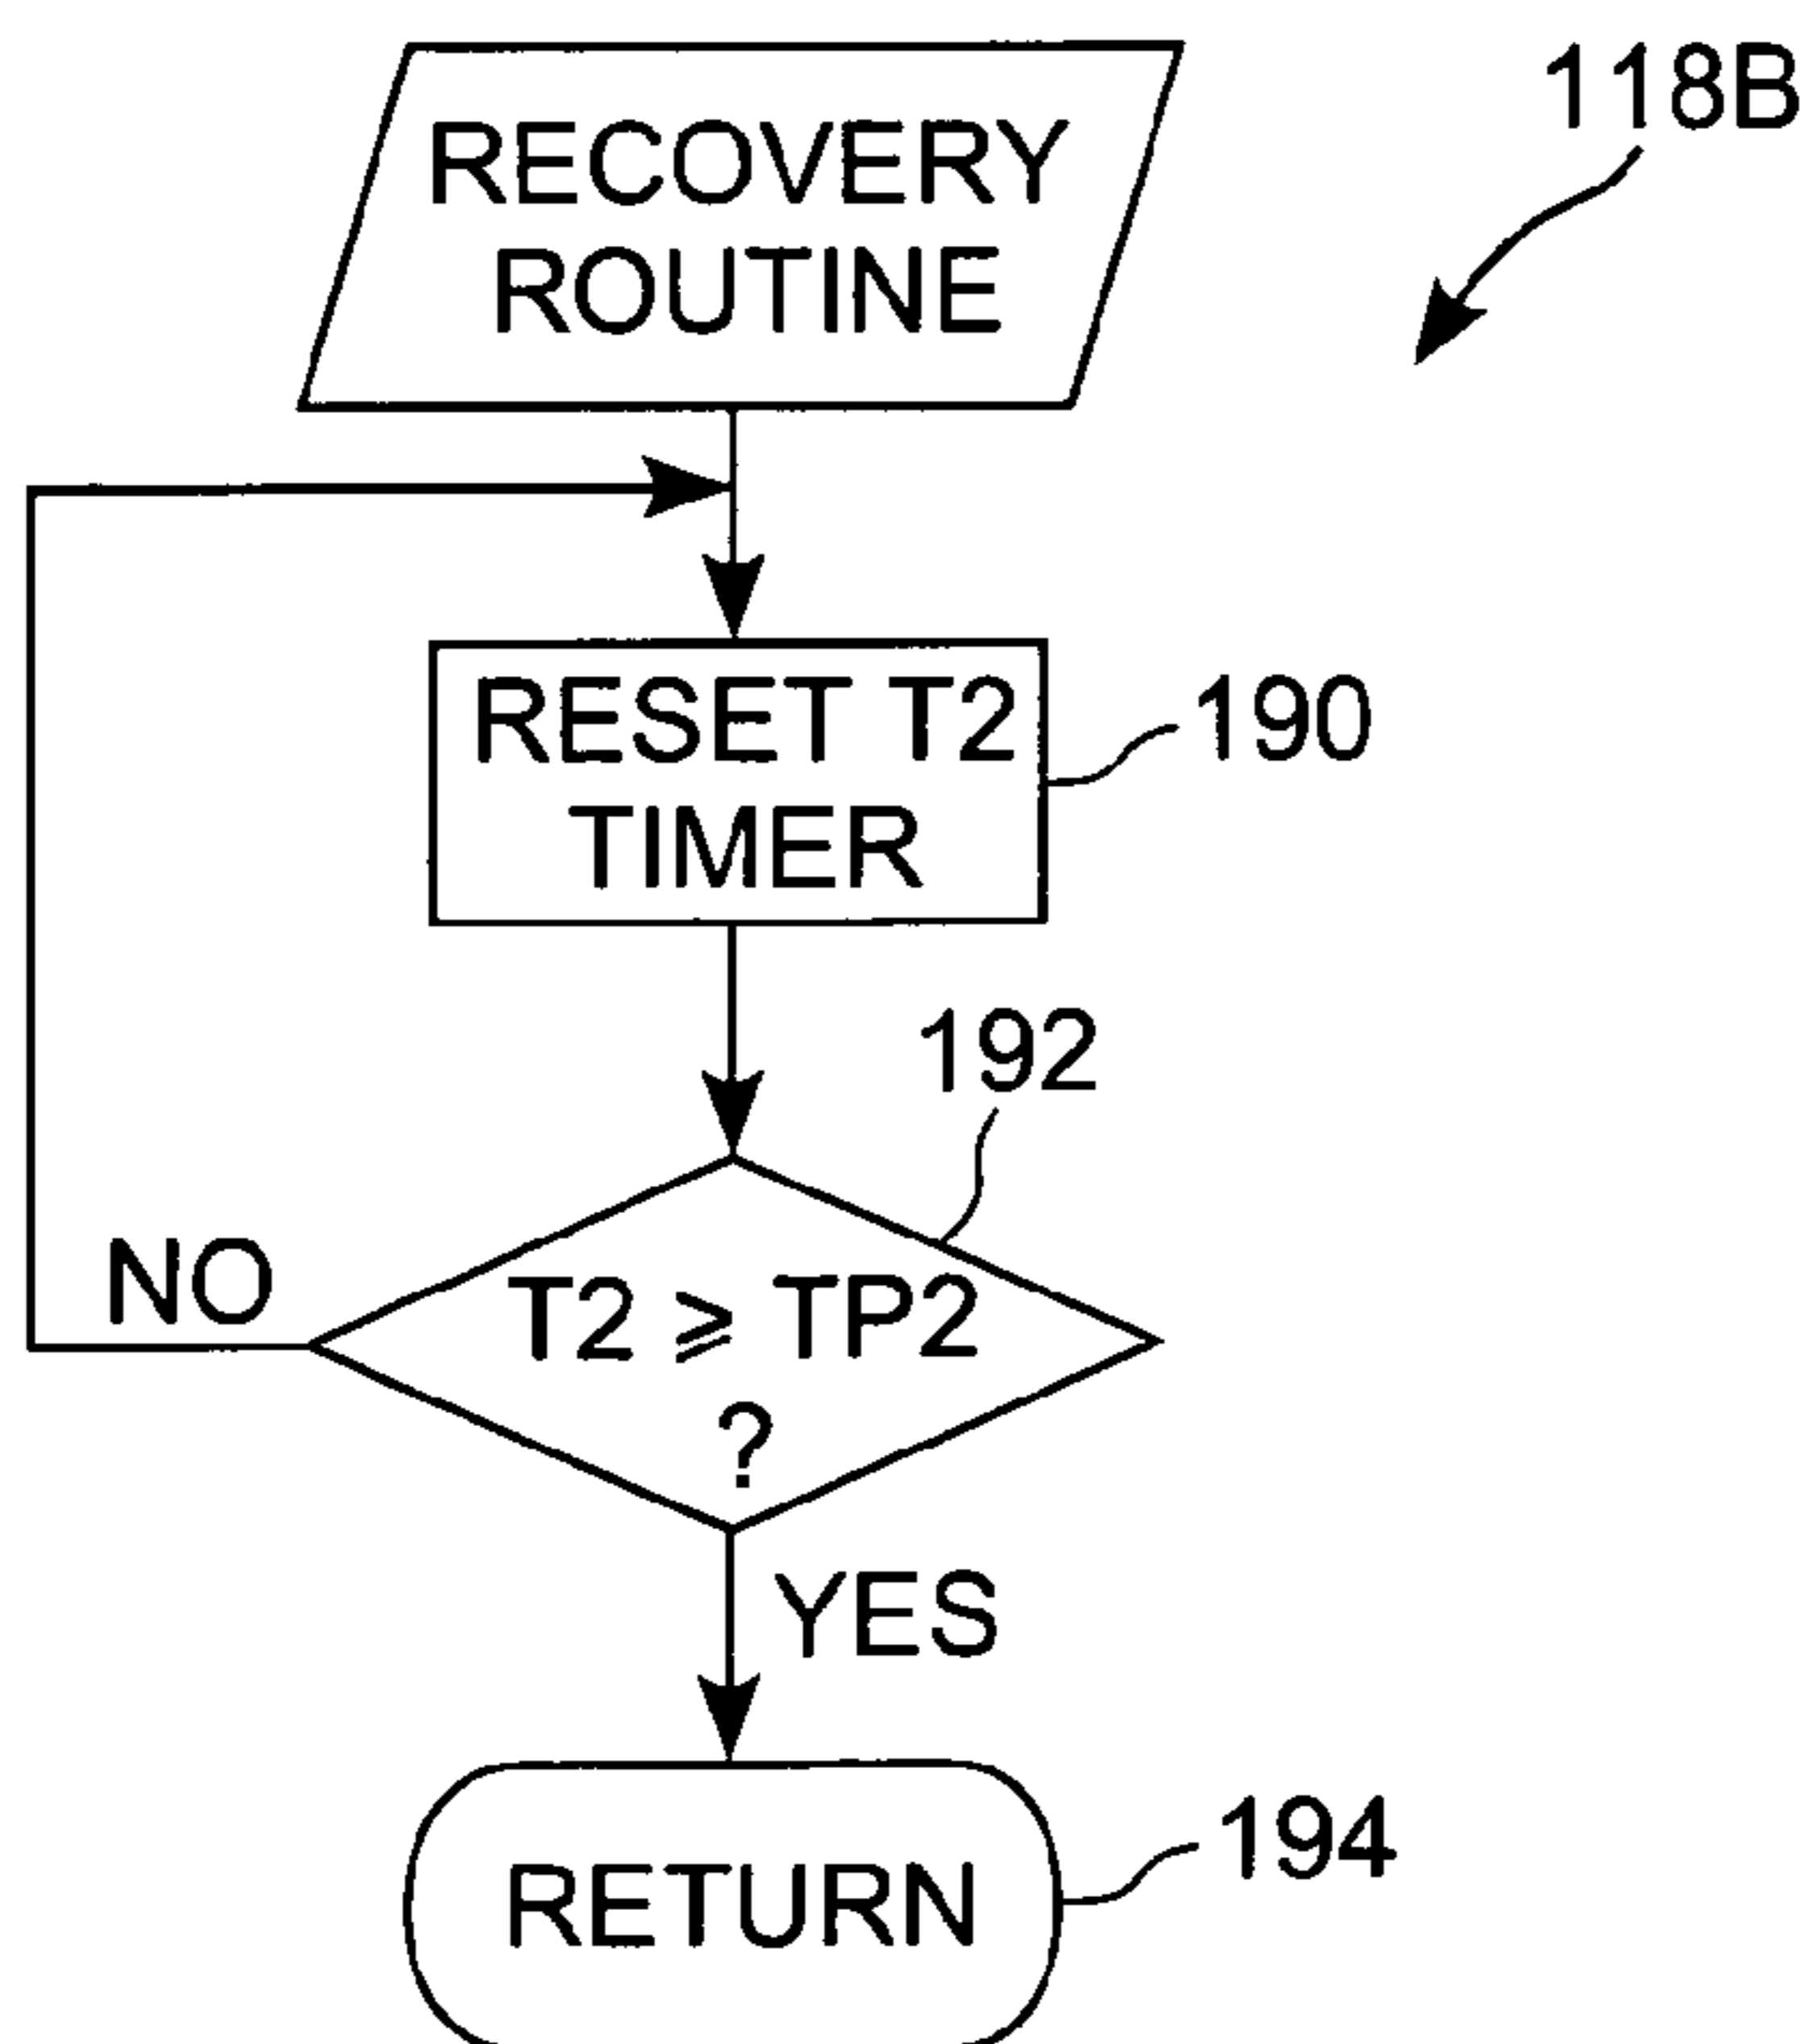 118B
RECOVERY
ROUTINE
RESET T2
TIMER
190
192
NO
T2 ⩾ TP2
?
YES
194
RETURN